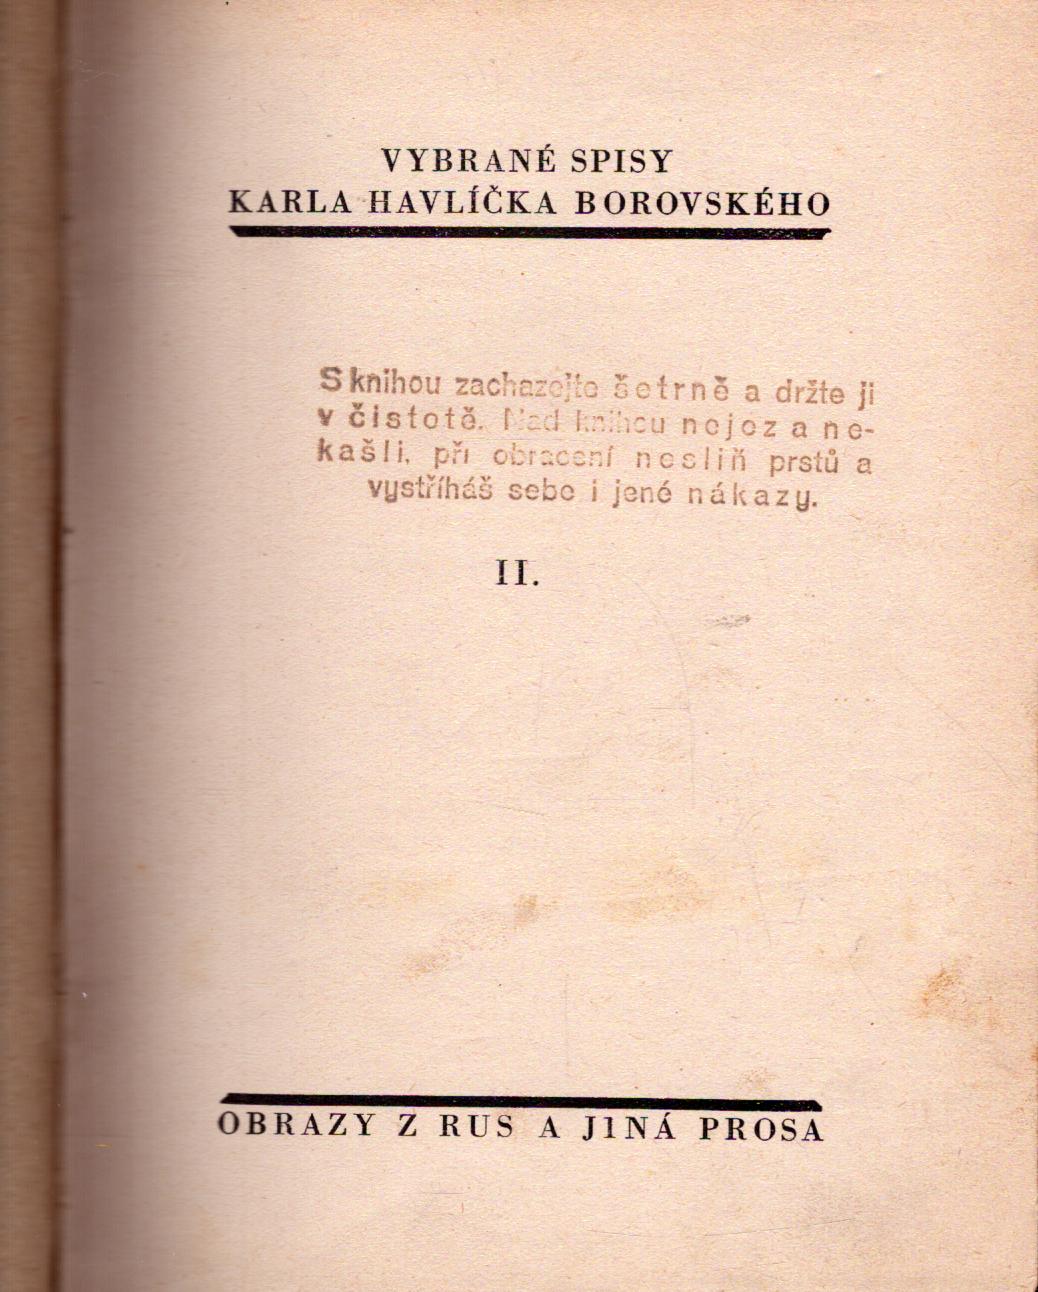 VYBRANÉ SPISY
KARLA HAVLÍČKA BOROVSKÉHO
S knihou zacházejte šetrně a držte ji
v čistotě. Nad knihou nejez a ne-
kašli, při obracení nesliň prstů a
vystříháš sebe i jené nákazy.
II.
OBRAZY Z RUS A JINÁ PROSA